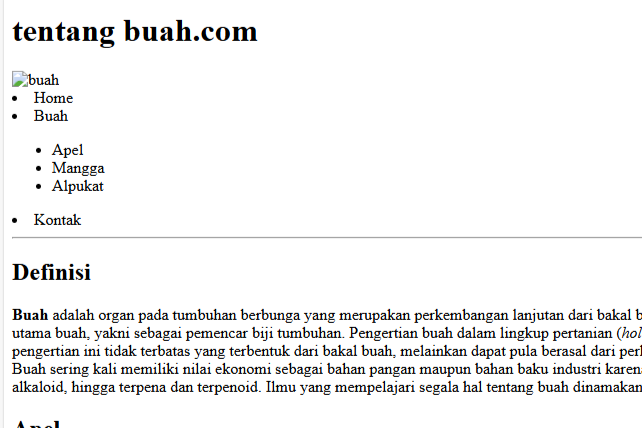 tentang buah.com
buah
Home
Buah
Apel
Mangga
Alpukat
Kontak
Definisi
Buah adalah organ pada tumbuhan berbunga yang merupakan perkembangan lanjutan dari bakal b
utama buah, yakni sebagai pemencar biji tumbuhan. Pengertian buah dalam lingkup pertanian (hol
pengertian ini tidak terbatas yang terbentuk dari bakal buah, melainkan dapat pula berasal dari
Buah sering kali memiliki nilai ekonomi sebagai bahan pangan maupun bahan baku industri karena
alkaloid, hingga terpena dan terpenoid. Ilmu yang mempelajari segala hal tentang buah dinamakan
Apel